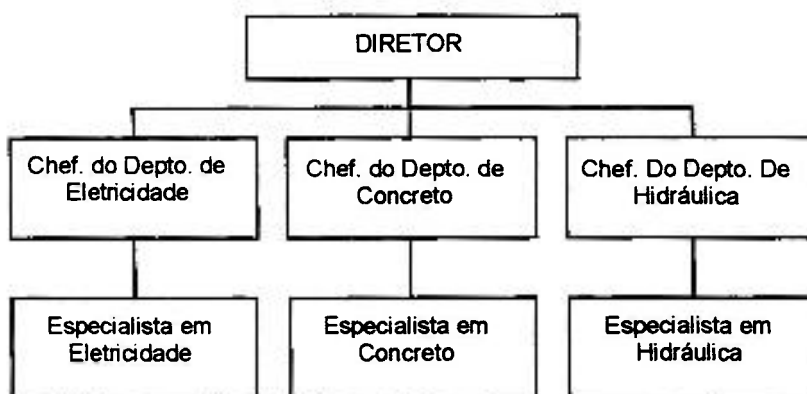 DIRETOR
Chef. do Depto. de
Eletricidade
Chef. do Depto. de
Concreto
Chef. Do Depto. De
Hidráulica
Especialista em
Eletricidade
Especialista em
Concreto
Especialista em
Hidráulica